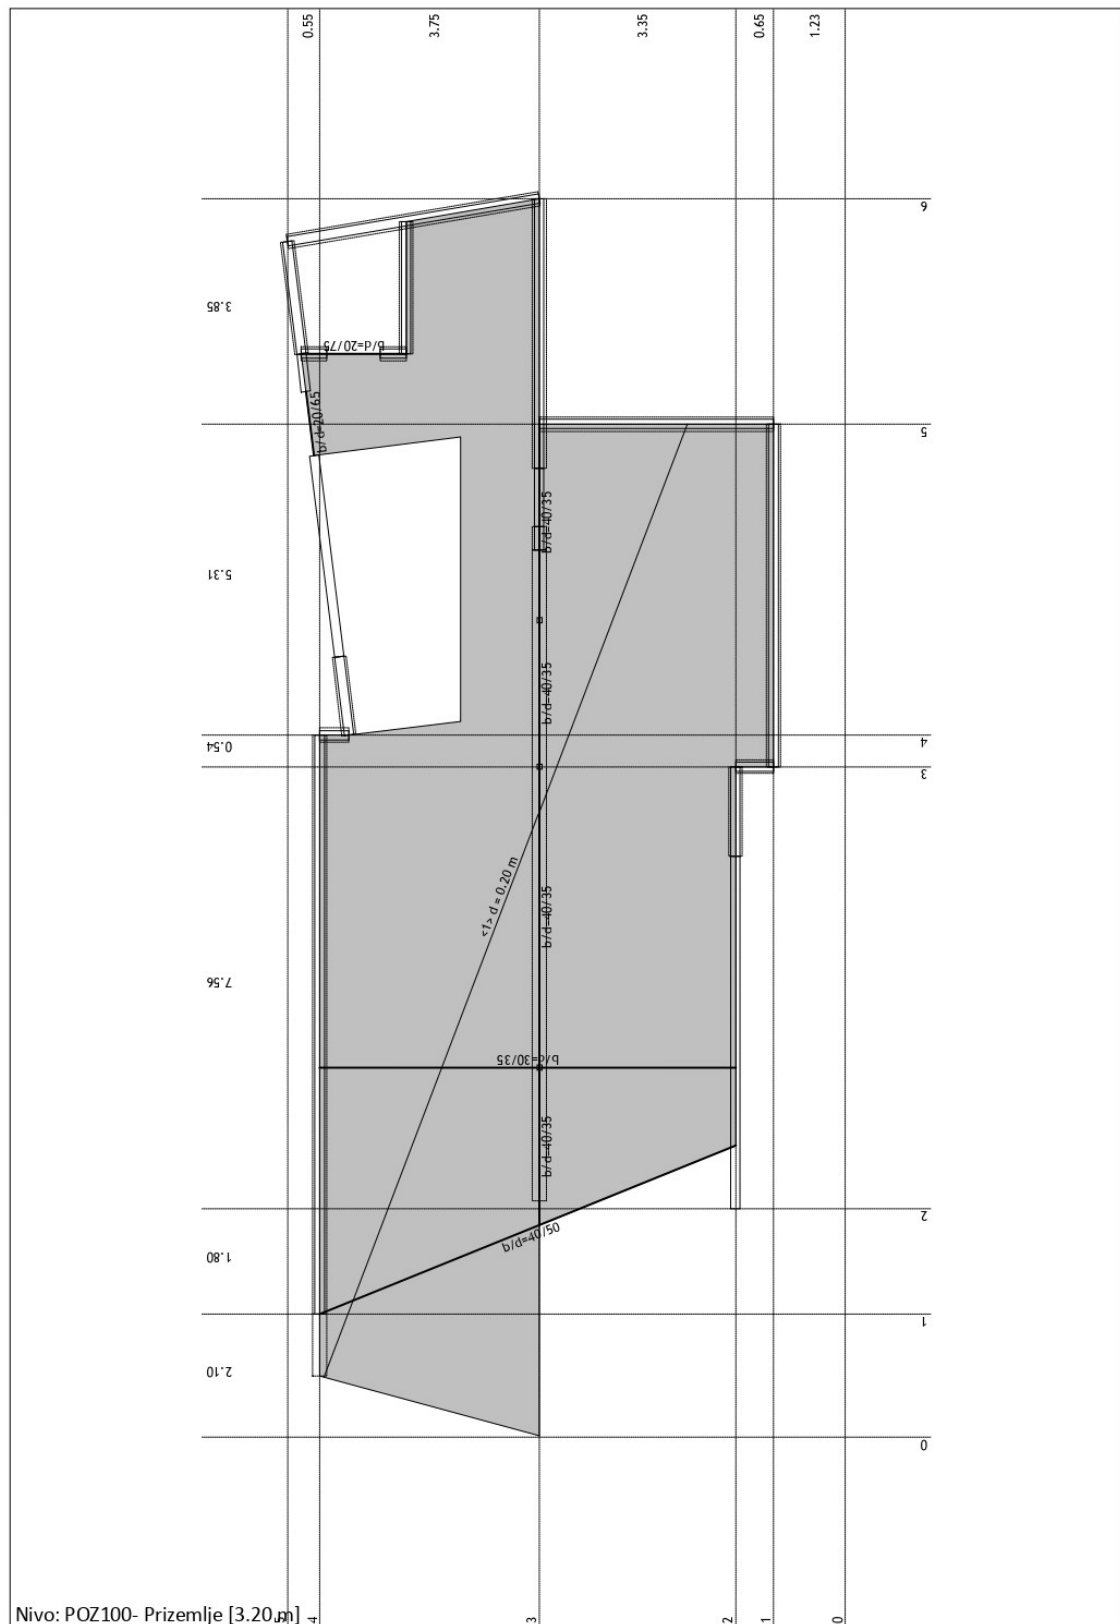 0.55
3.75
3.35
0.65
1.23
6
3.85
b/d=20/75
b/d=20/65
5
b/d=40/35
5.31
b/d=40/35
0.54
4
3
<1> d = 0.20 m
b/d=40/35
7.56
b/d=30/35
b/d=40/35
2
b/d=40/50
1.80
1
2.10
0
Nivo: POZ100- Prizemlje [3.20 m]
5
4
3
2
1
0